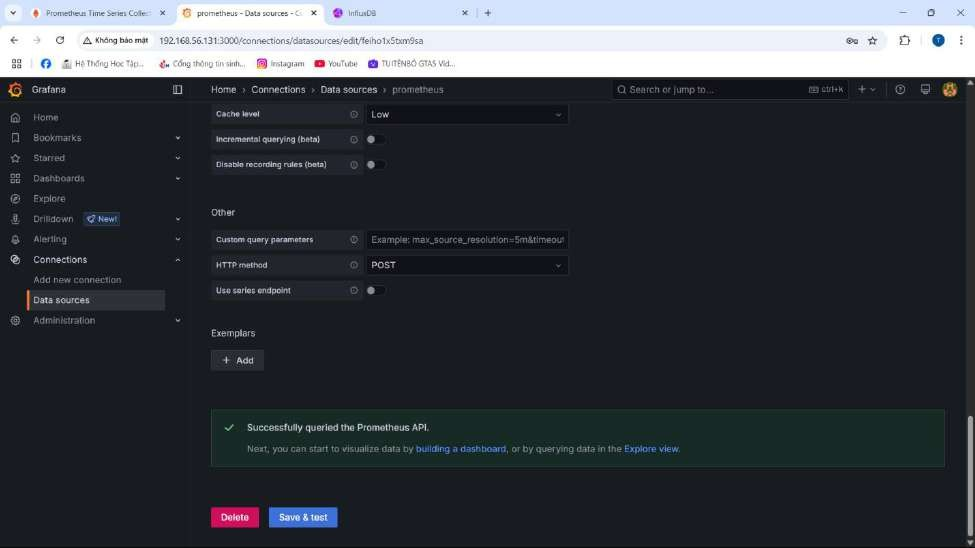 Prometheus Time Series Collect
prometheus - Data sources - Co
InfluxDB
Không bảo mật
192.168.56.131:3000/connections/datasources/edit/feiho1x5txm9sa
T
Hệ Thống Học Tập...
Cổng thông tin sinh...
Instagram
YouTube
TUITÊNBÔ GTAS Vid...
Grafana
Home › Connections › Data sources › prometheus
Search or jump to...
ctrl+k
Home
Bookmarks
Starred
Dashboards
Explore
Drilldown
New!
Alerting
Connections
Add new connection
Data sources
Administration
Cache level
Low
Incremental querying (beta)
Disable recording rules (beta)
Other
Custom query parameters
Example: max_source_resolution=5m&timeout
HTTP method
POST
Use series endpoint
Exemplars
+ Add
Successfully queried the Prometheus API.
Next, you can start to visualize data by building a dashboard, or by querying data in the Explore view.
Delete
Save & test